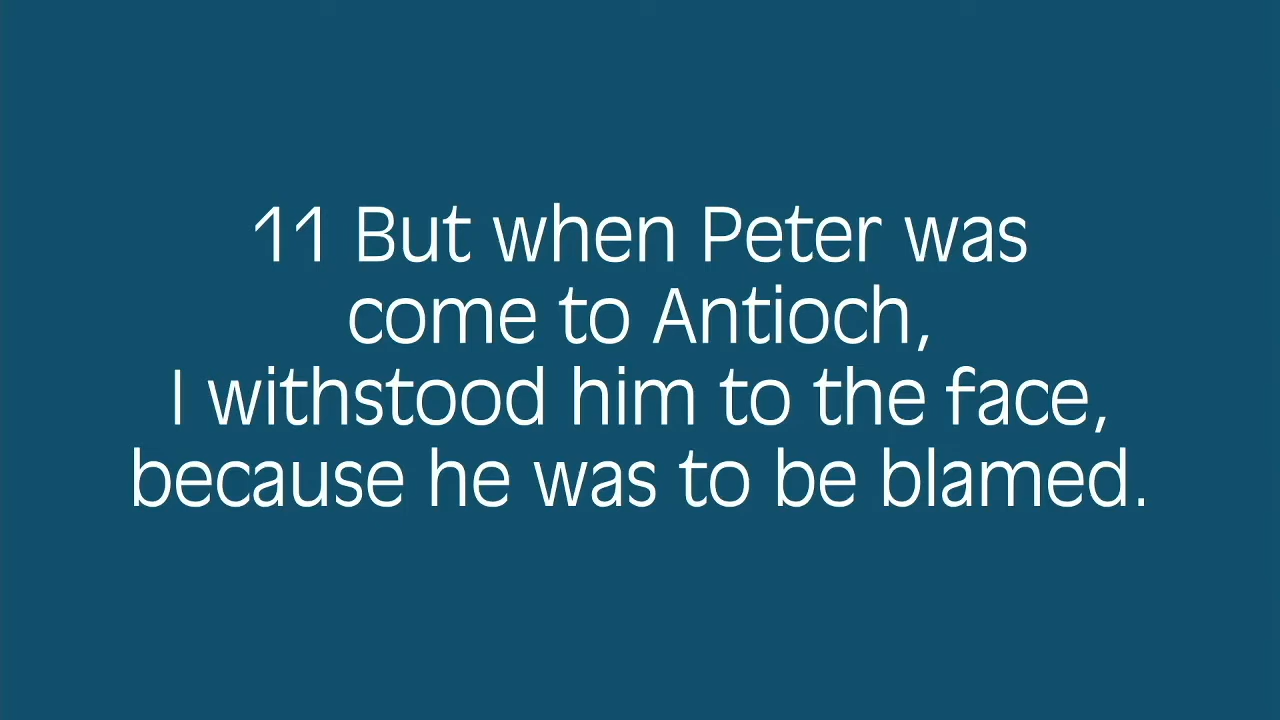 11 But when Peter was
come to Antioch,
I withstood him to the face,
because he was to be blamed.